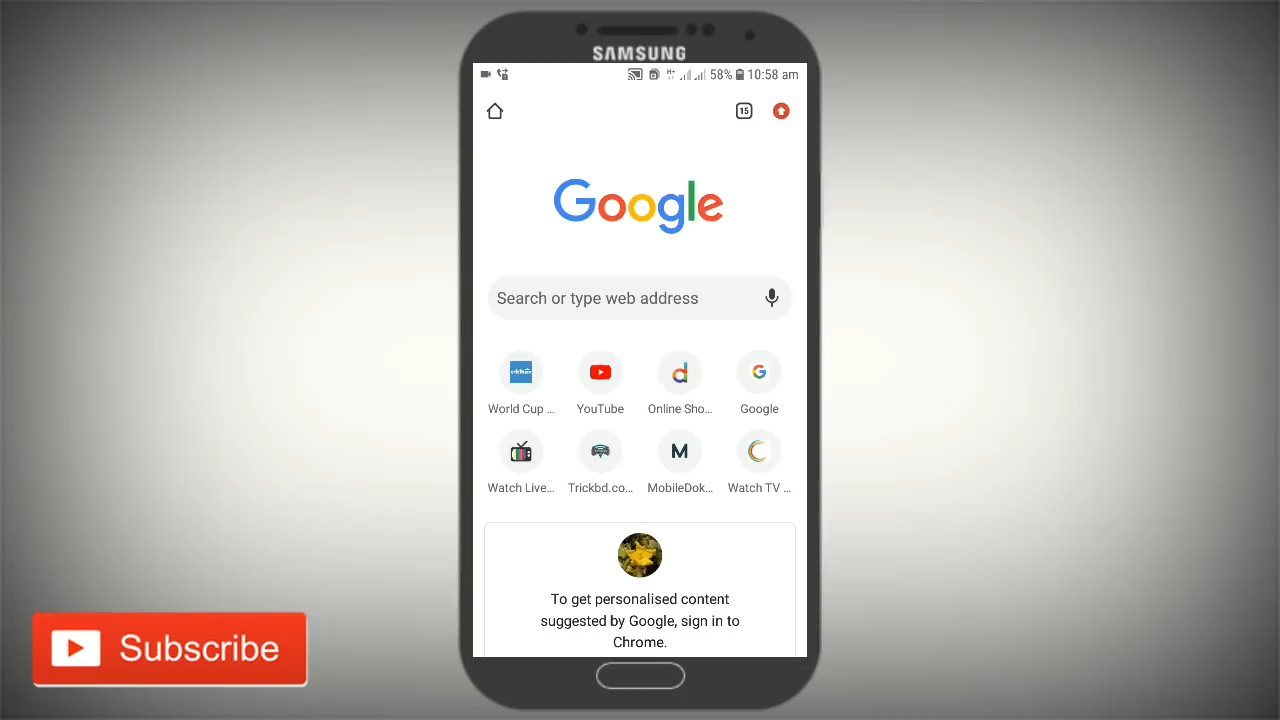 SAMSUNG
58% 10:58 am
15
Google
Search or type web address
cricbuzz
World Cup ... YouTube Online Sho... Google
Watch Live... Trickbd.co... MobileDok... Watch TV ...
To get personalised content
suggested by Google, sign in to
Chrome.
Subscribe